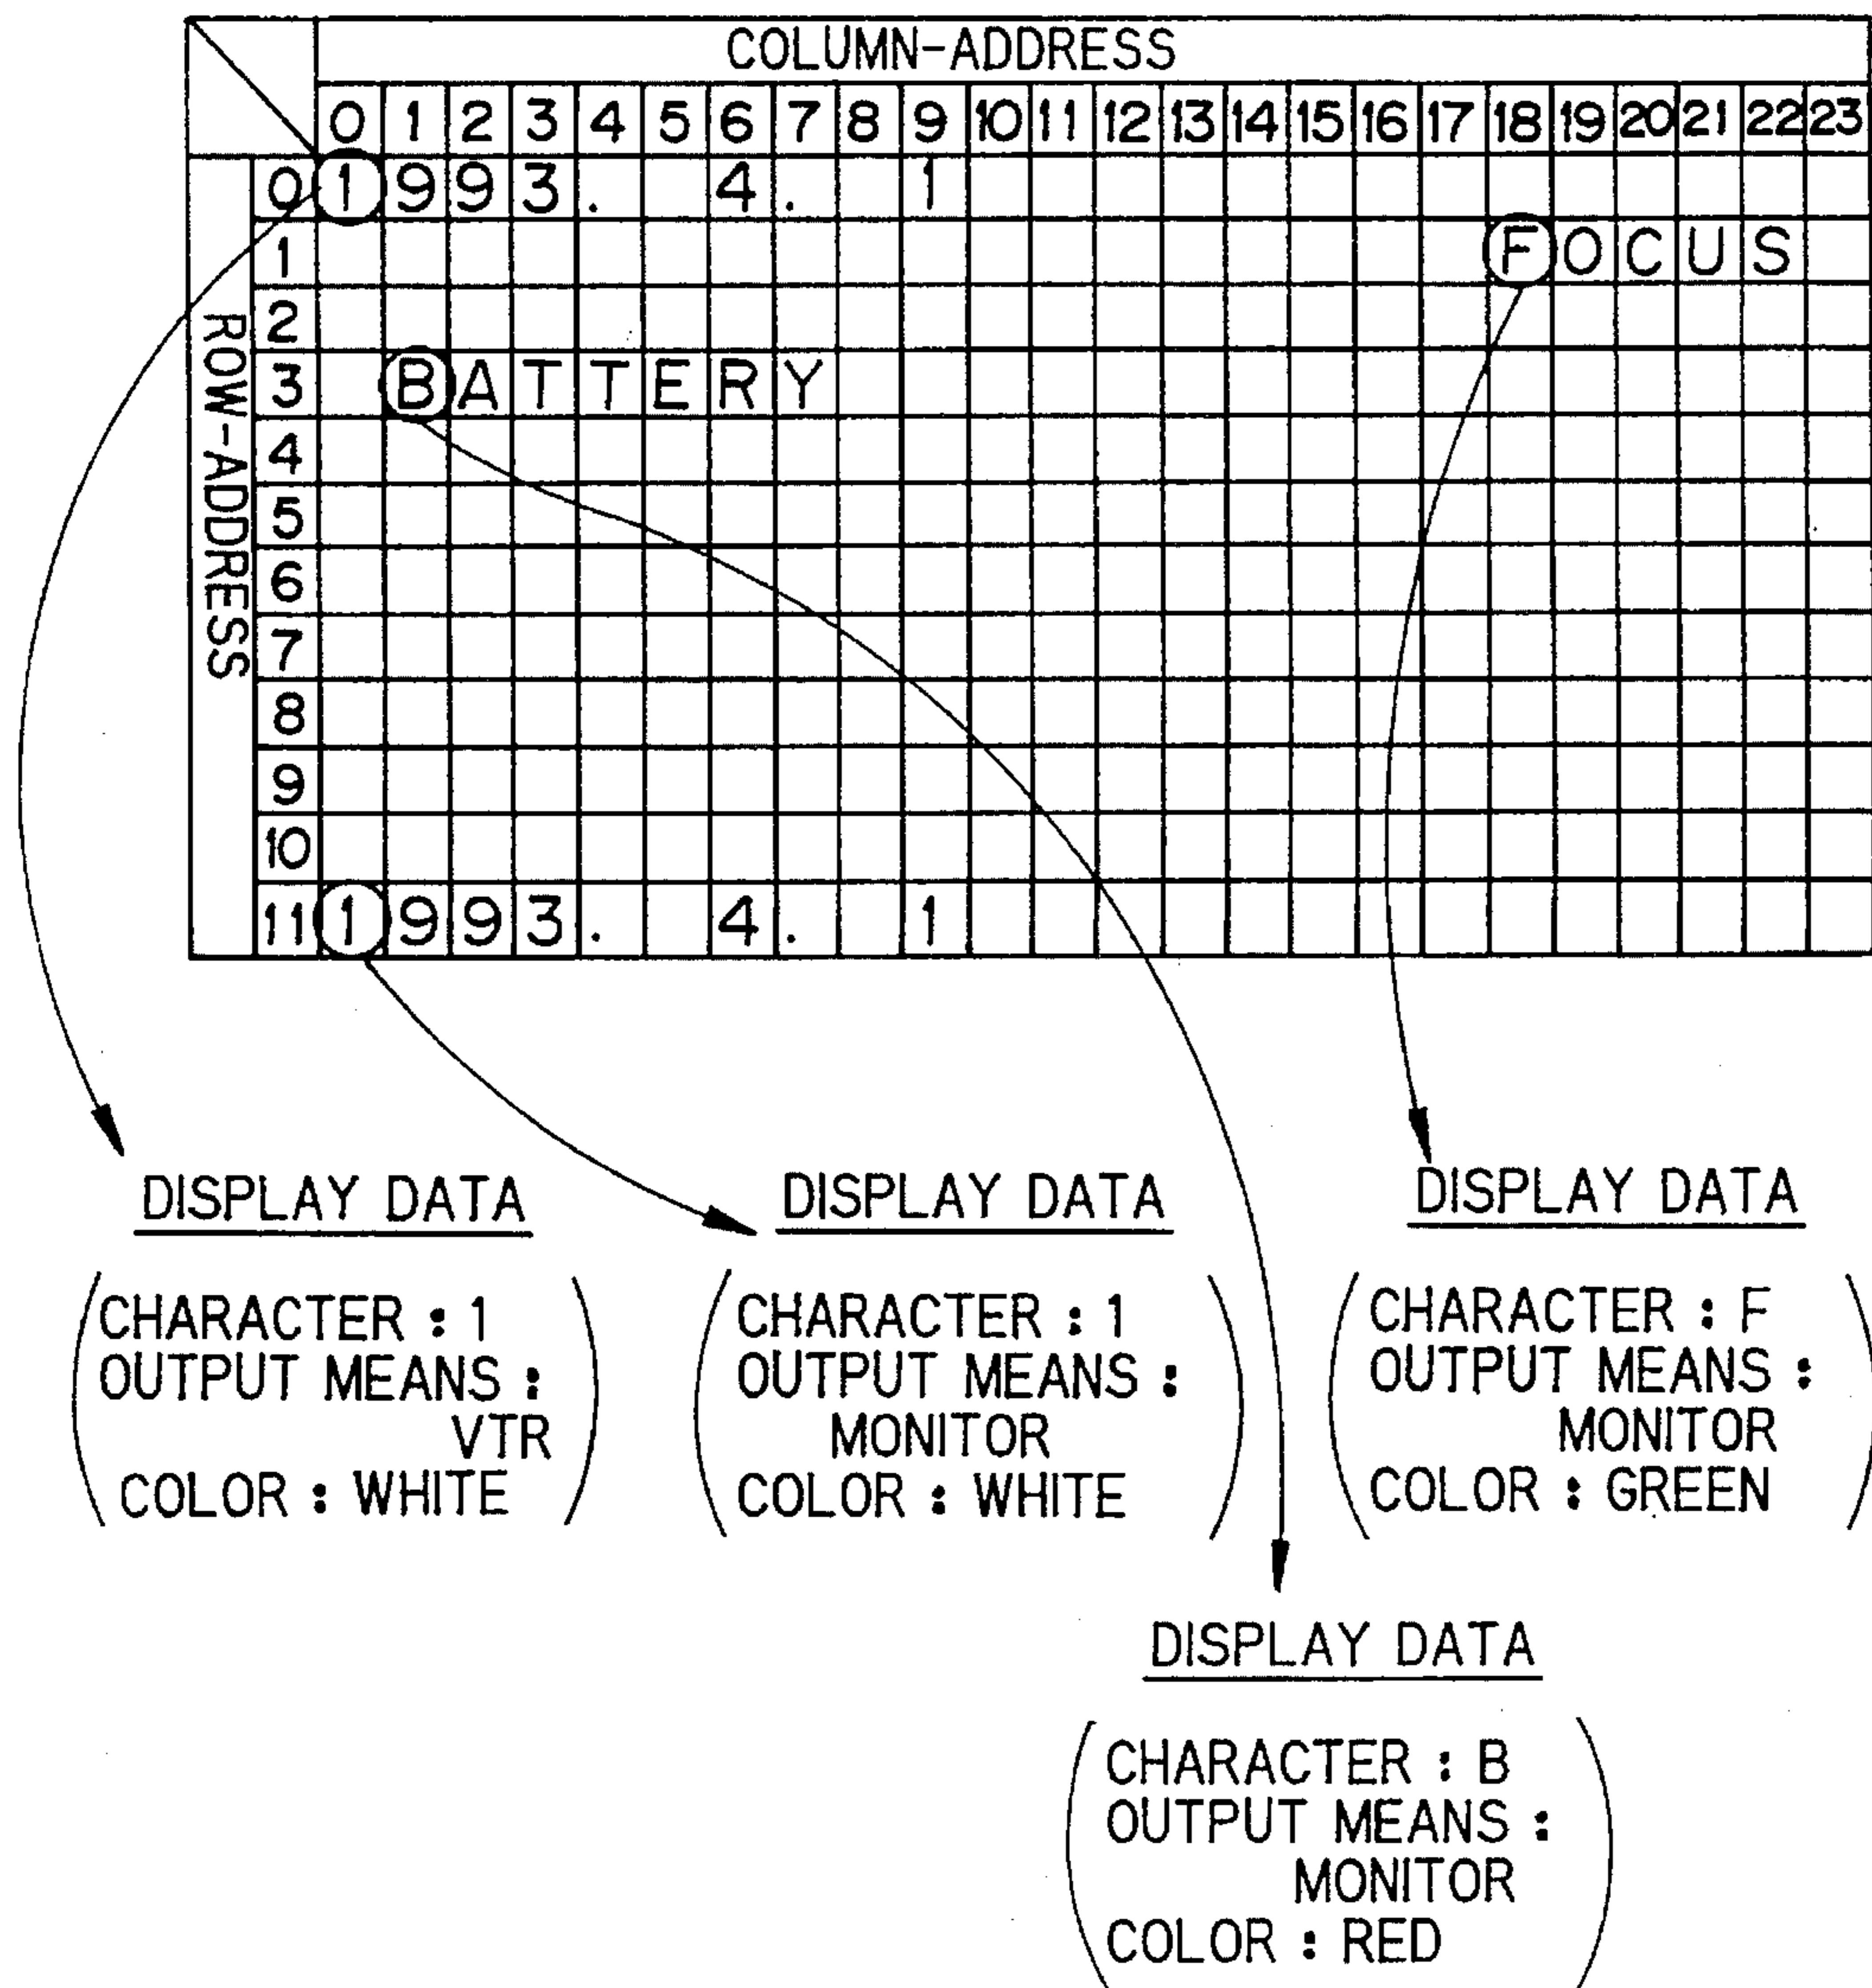 COLUMN-ADDRESS
0 1 2 3 4 5 6 7 8 9 10 11 12 13 14 15 16 17 18 19 20 21 22 23
ROW-ADDRESS
0 1 9 9 3 . 4 . 1
1 F O C U S
2
3 B A T T E R Y
4
5
6
7
8
9
10
11 1 9 9 3 . 4 . 1
DISPLAY DATA
CHARACTER : 1
OUTPUT MEANS :
VTR
COLOR : WHITE
DISPLAY DATA
CHARACTER : 1
OUTPUT MEANS :
MONITOR
COLOR : WHITE
DISPLAY DATA
CHARACTER : F
OUTPUT MEANS :
MONITOR
COLOR : GREEN
DISPLAY DATA
CHARACTER : B
OUTPUT MEANS :
MONITOR
COLOR : RED